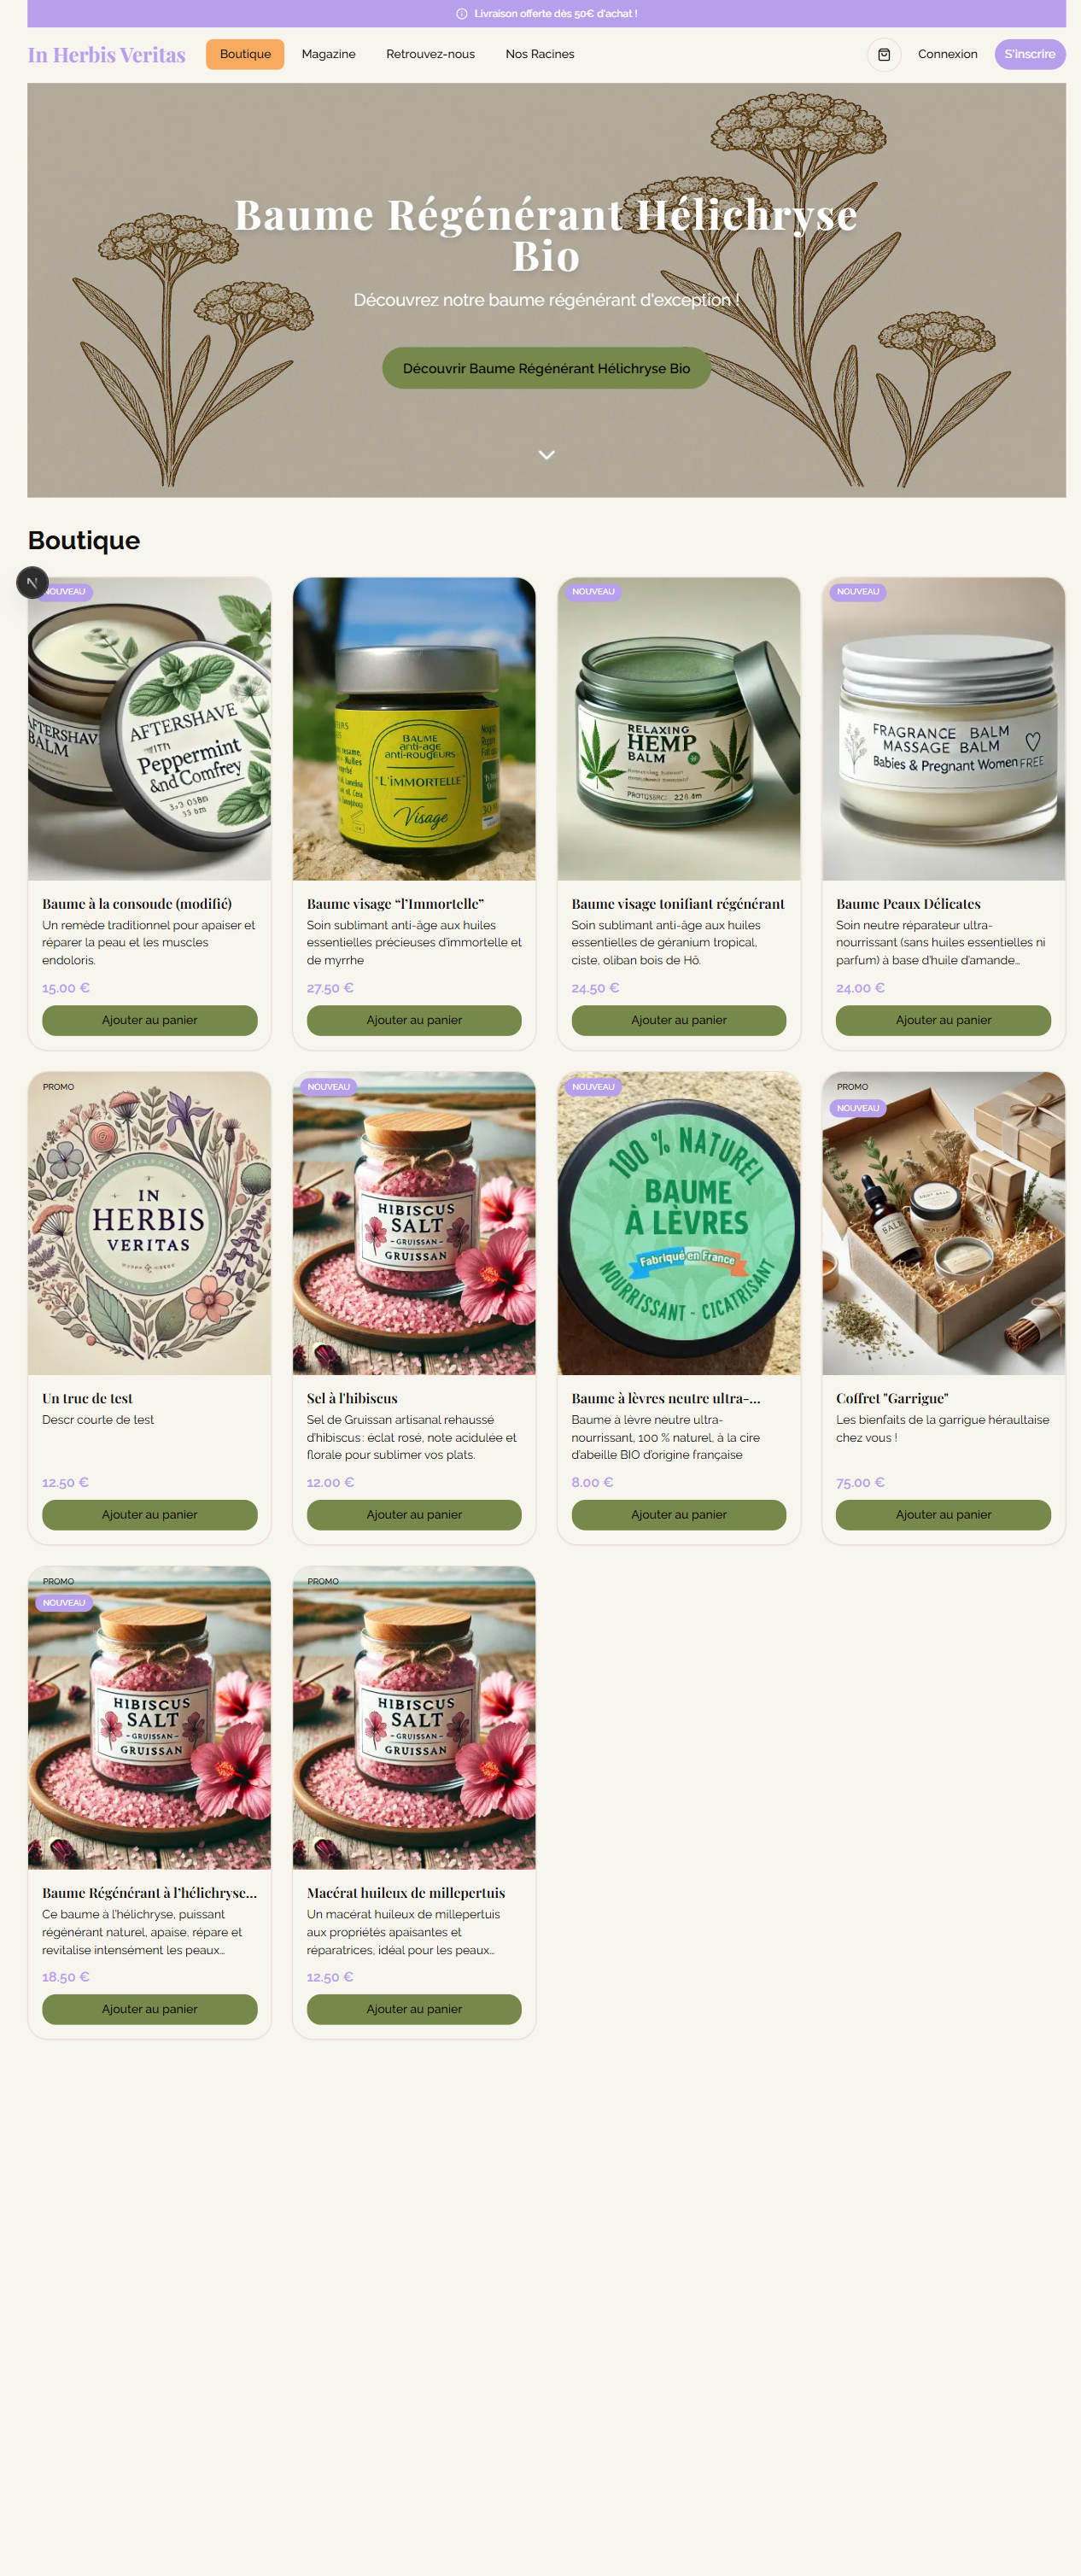 Livraison offerte dès 50€ d'achat !
In Herbis Veritas
Boutique
Magazine
Retrouvez-nous
Nos Racines
Connexion
S'inscrire
Baume Régénérant Hélichryse
Bio
Découvrez notre baume régénérant d'exception !
Découvrir Baume Régénérant Hélichryse Bio
Boutique
NOUVEAU
AFTERSHAVE
BALM
AFTERSHAVE
WITH
Peppermint
and Comfrey
Baume à la consoude (modifié)
Un remède traditionnel pour apaiser et
réparer la peau et les muscles
endoloris.
15.00 €
Ajouter au panier
BAUME
anti-age
anti-rougeurs
"L'IMMORTELLE"
Visage
Baume visage “l’Immortelle”
Soin sublimant anti-âge aux huiles
essentielles précieuses d’immortelle et
de myrrhe
27.50 €
Ajouter au panier
NOUVEAU
RELAXING
HEMP
BALM
Baume visage tonifiant régénérant
Soin sublimant anti-âge aux huiles
essentielles de géranium tropical,
ciste, oliban bois de Hô.
24.50 €
Ajouter au panier
NOUVEAU
FRAGRANCE BALM
MASSAGE BALM
Babies & Pregnant Women FREE
Baume Peaux Délicates
Soin neutre réparateur ultra-
nourrissant (sans huiles essentielles ni
parfum) à base d’huile d’amande…
24.00 €
Ajouter au panier
PROMO
IN
HERBIS
VERITAS
Un truc de test
Descr courte de test
12.50 €
Ajouter au panier
NOUVEAU
HIBISCUS
SALT
- GRUISSAN -
GRUISSAN
Sel à l'hibiscus
Sel de Gruissan artisanal rehaussé
d’hibiscus : éclat rosé, note acidulée et
florale pour sublimer vos plats.
12.00 €
Ajouter au panier
NOUVEAU
100 % NATUREL
BAUME
À LÈVRES
Fabriqué en France
NOURRISSANT - CICATRISANT
Baume à lèvres neutre ultra-…
Baume à lèvre neutre ultra-
nourrissant, 100 % naturel, à la cire
d’abeille BIO d’origine française
8.00 €
Ajouter au panier
PROMO
NOUVEAU
Coffret "Garrigue"
Les bienfaits de la garrigue héraultaise
chez vous !
75.00 €
Ajouter au panier
PROMO
NOUVEAU
HIBISCUS
SALT
- GRUISSAN -
GRUISSAN
Baume Régénérant à l’hélichryse…
Ce baume à l’hélichryse, puissant
régénérant naturel, apaise, répare et
revitalise intensément les peaux…
18.50 €
Ajouter au panier
PROMO
HIBISCUS
SALT
- GRUISSAN -
GRUISSAN
Macérat huileux de millepertuis
Un macérat huileux de millepertuis
aux propriétés apaisantes et
réparatrices, idéal pour les peaux…
12.50 €
Ajouter au panier